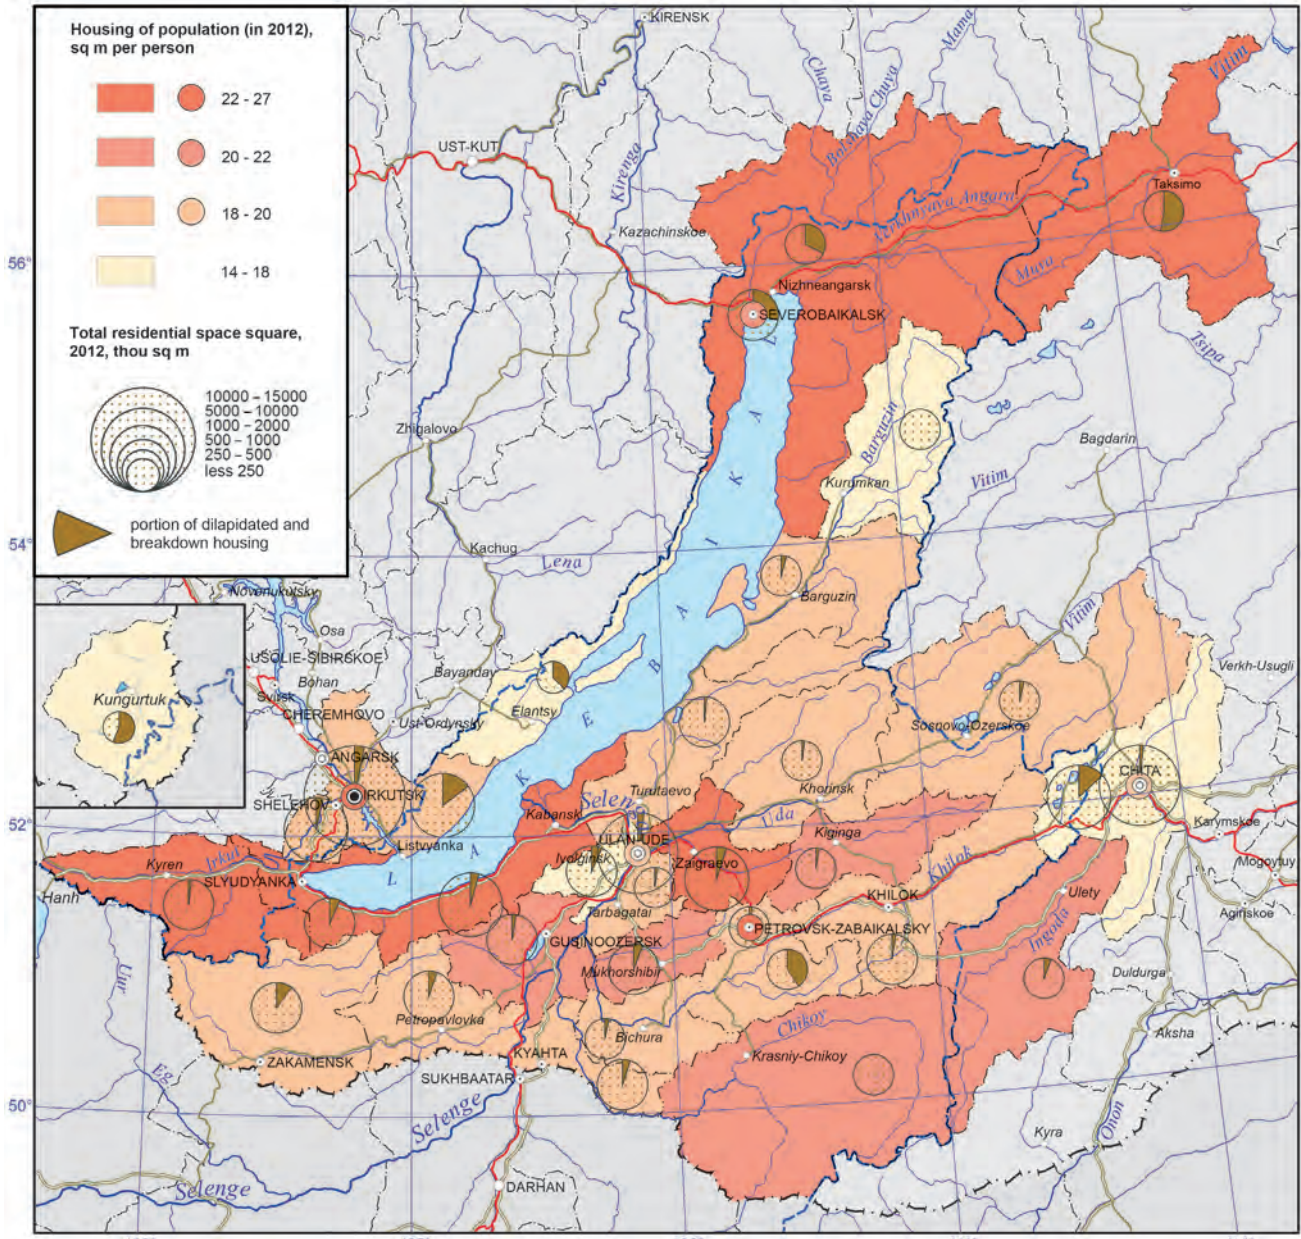 Housing of population (in 2012),
sq m per person
22 - 27
20 - 22
18 - 20
14 - 18
Total residential space square,
2012, thou sq m
10000 – 15000
5000 – 10000
1000 – 2000
500 – 1000
250 – 500
less 250
portion of dilapidated and
breakdown housing
KIRENSK
Mama
Chaya
Bolshaya Chuya
Vitim
UST-KUT
Kirenga
Taksimo
Verkhnyaya Angara
Kazachinskoe
56°
Muya
Nizhneangarsk
SEVEROBAIKALSK
Tsipa
Zhigalovo
Barguzin
Bagdarin
Vitim
Kurumkan
54°
Kachug
Lena
Barguzin
Novonukutsky
Osa
Vitim
USOLIE-SIBIRSKOE
Bohan
Svirsk
Bayanday
Verkh-Usugli
Kungurtuk
CHEREMHOVO
Ust-Ordynsky
Elantsy
Sosnovo-Ozerskoe
ANGARSK
CHITA
IRKUTSK
SHELEHOV
LAKE BAIKAL
Turutaevo
Khorinsk
52°
Kabansk
Selen
Uda
Karymskoe
Kiginga
ULAN-UDE
Listvyanka
Irkut
Ivolginsk
Zaigraevo
Khilok
Mogoytuy
Kyren
SLYUDYANKA
Hanh
Tarbagatai
KHILOK
Ulety
Aginskoe
PETROVSK-ZABAIKALSKY
GUSINOOZERSK
Ingoda
Mukhorshibir
Duldurga
Uur
Petropavlovka
Chikoy
Bichura
Aksha
ZAKAMENSK
KYAHTA
Krasniy-Chikoy
Eg
SUKHBAATAR
50°
Selenge
Kyra
Onon
Selenge
DARHAN